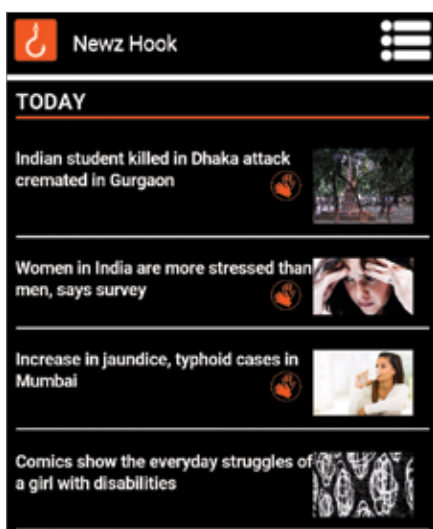 Newz Hook
TODAY
Indian student killed in Dhaka attack
cremated in Gurgaon
Women in India are more stressed than
men, says survey
Increase in jaundice, typhoid cases in
Mumbai
Comics show the everyday struggles of
a girl with disabilities